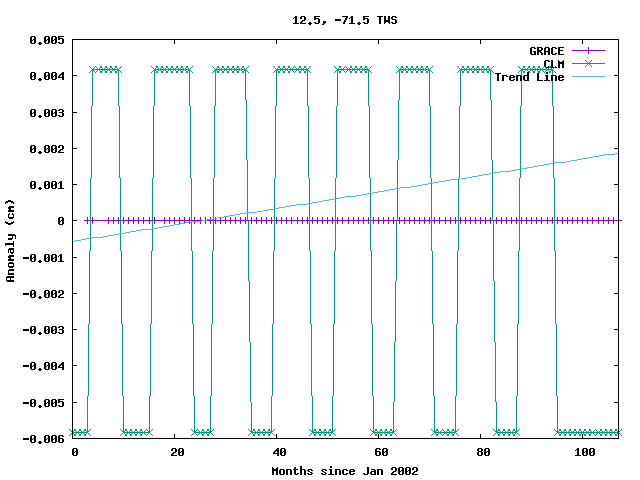 12.5, -71.5 TWS
GRACE
CLM
Trend Line
0.005
0.004
0.003
0.002
0.001
0
-0.001
-0.002
-0.003
-0.004
-0.005
-0.006
Anomaly (cm)
0 20 40 60 80 100
Months since Jan 2002